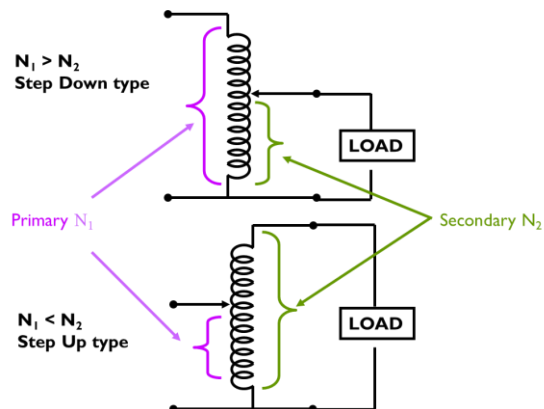 N₁ > N₂
Step Down type
LOAD
Primary N₁
Secondary N₂
N₁ < N₂
Step Up type
LOAD